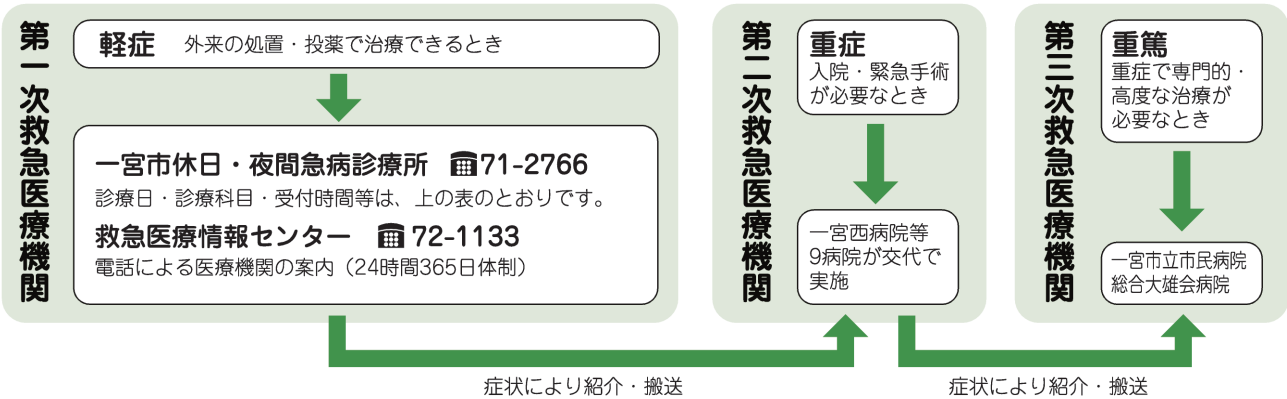 第一次救急医療機関
軽症 外来の処置・投薬で治療できるとき
一宮市休日・夜間急病診療所 ☎71-2766
診療日・診療科目・受付時間等は、上の表のとおりです。
救急医療情報センター ☎72-1133
電話による医療機関の案内（24時間365日体制）
第二次救急医療機関
重症
入院・緊急手術
が必要なとき
一宮西病院等
9病院が交代で
実施
第三次救急医療機関
重篤
重症で専門的・
高度な治療が
必要なとき
一宮市立市民病院
総合大雄会病院
症状により紹介・搬送
症状により紹介・搬送